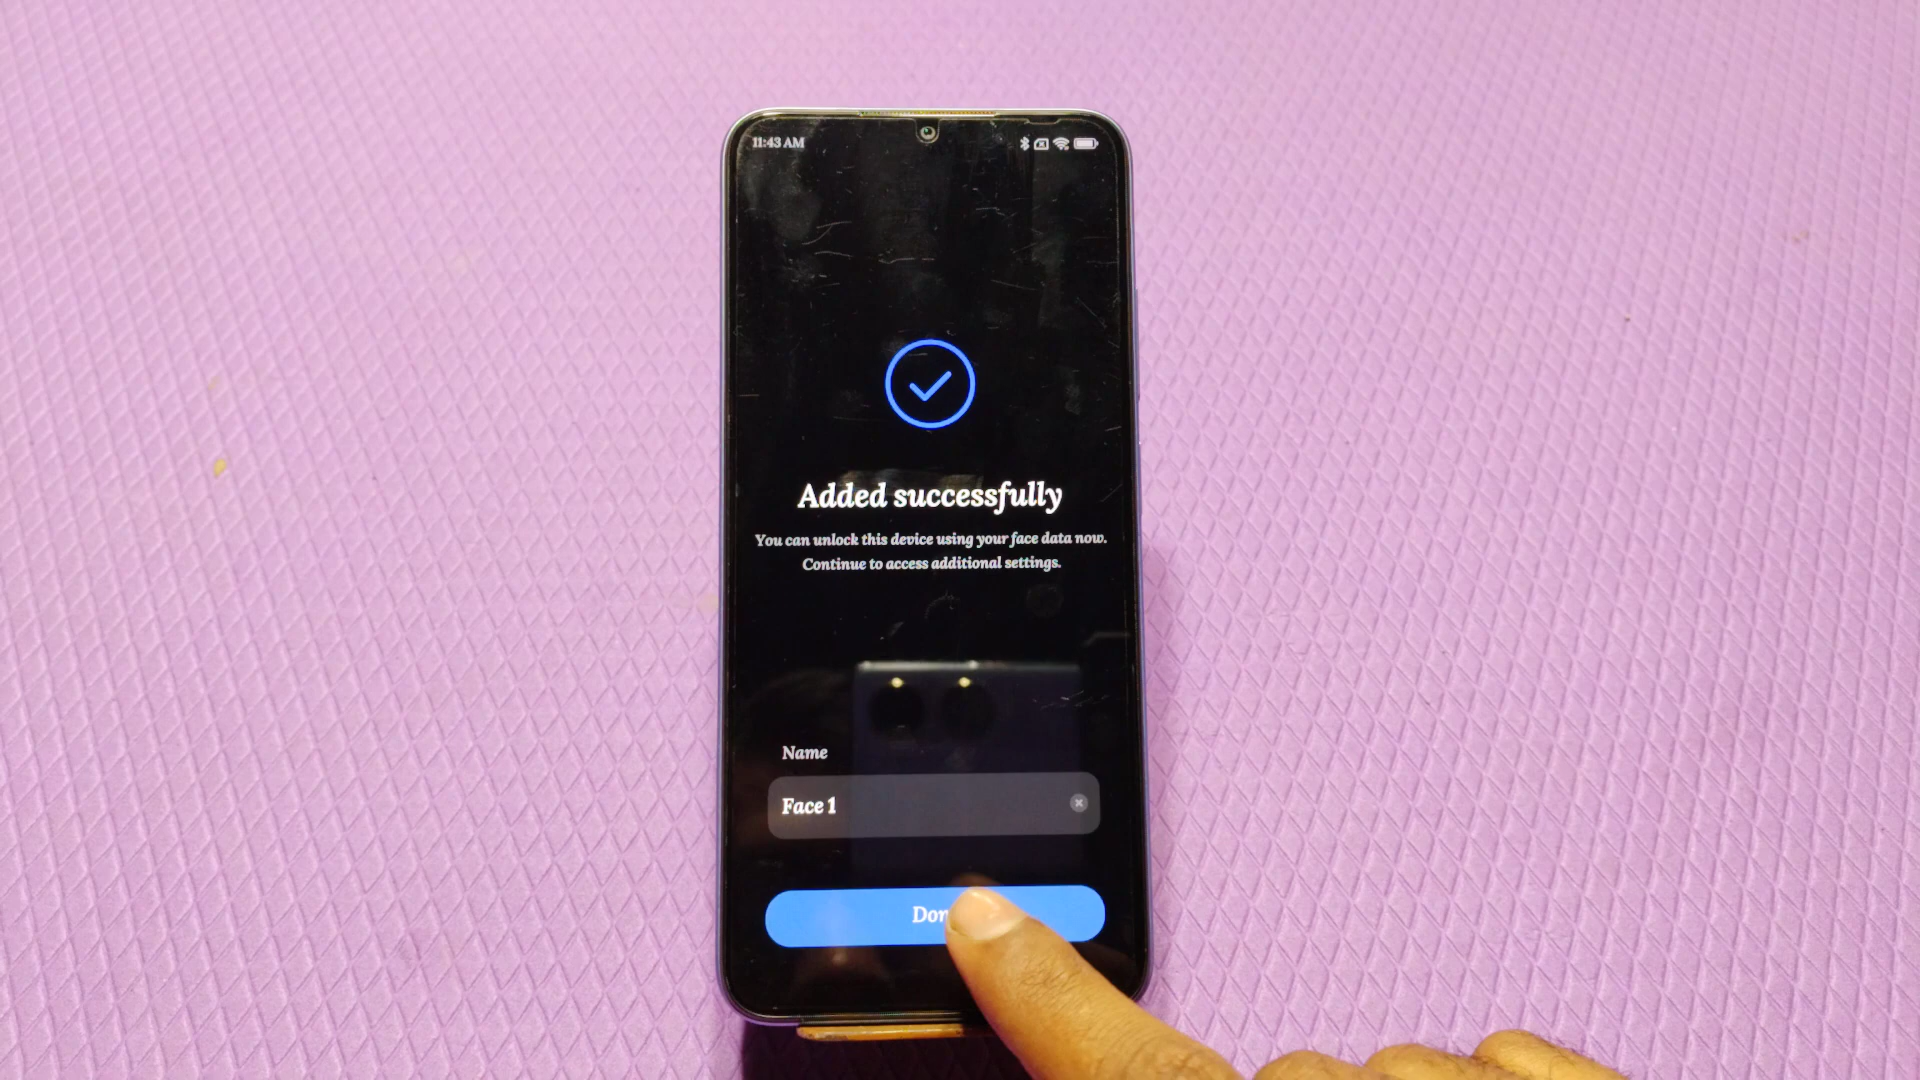 11:43 AM
Added successfully
You can unlock this device using your face data now.
Continue to access additional settings.
Name
Face 1
Don